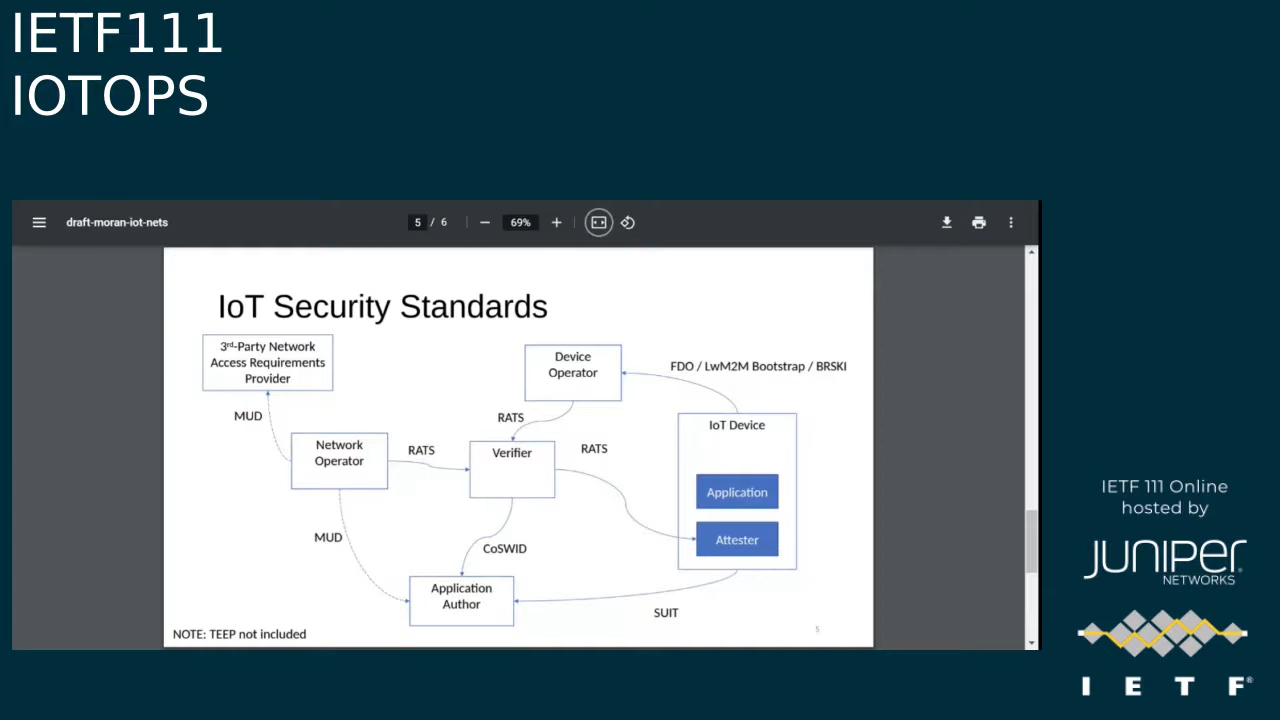 IETF111
IOTOPS
draft-moran-iot-nets
5 / 6
69%
IoT Security Standards
3rd-Party Network
Access Requirements
Provider
Device
Operator
FDO / LwM2M Bootstrap / BRSKI
MUD
RATS
IoT Device
Network
Operator
RATS
Verifier
RATS
Application
MUD
CoSWID
Attester
Application
Author
SUIT
NOTE: TEEP not included
5
IETF 111 Online
hosted by
JUNIPER
NETWORKS
I E T F®